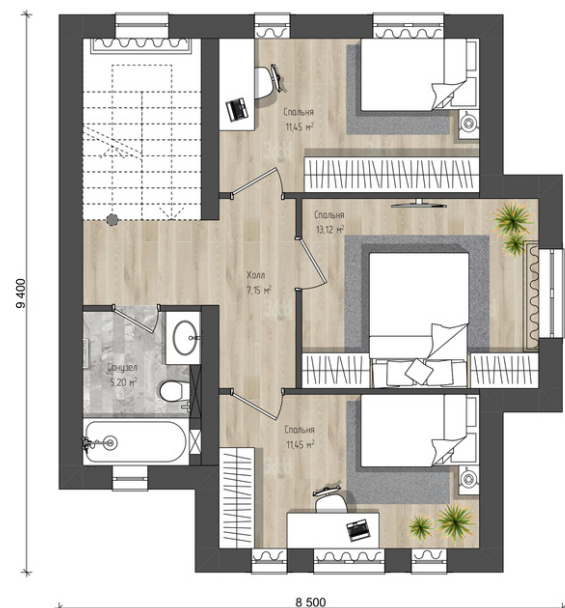 Спальня
11,45 м²
Спальня
13,12 м²
9 400
Холл
7,15 м²
Санузел
5,20 м²
Спальня
11,45 м²
8 500